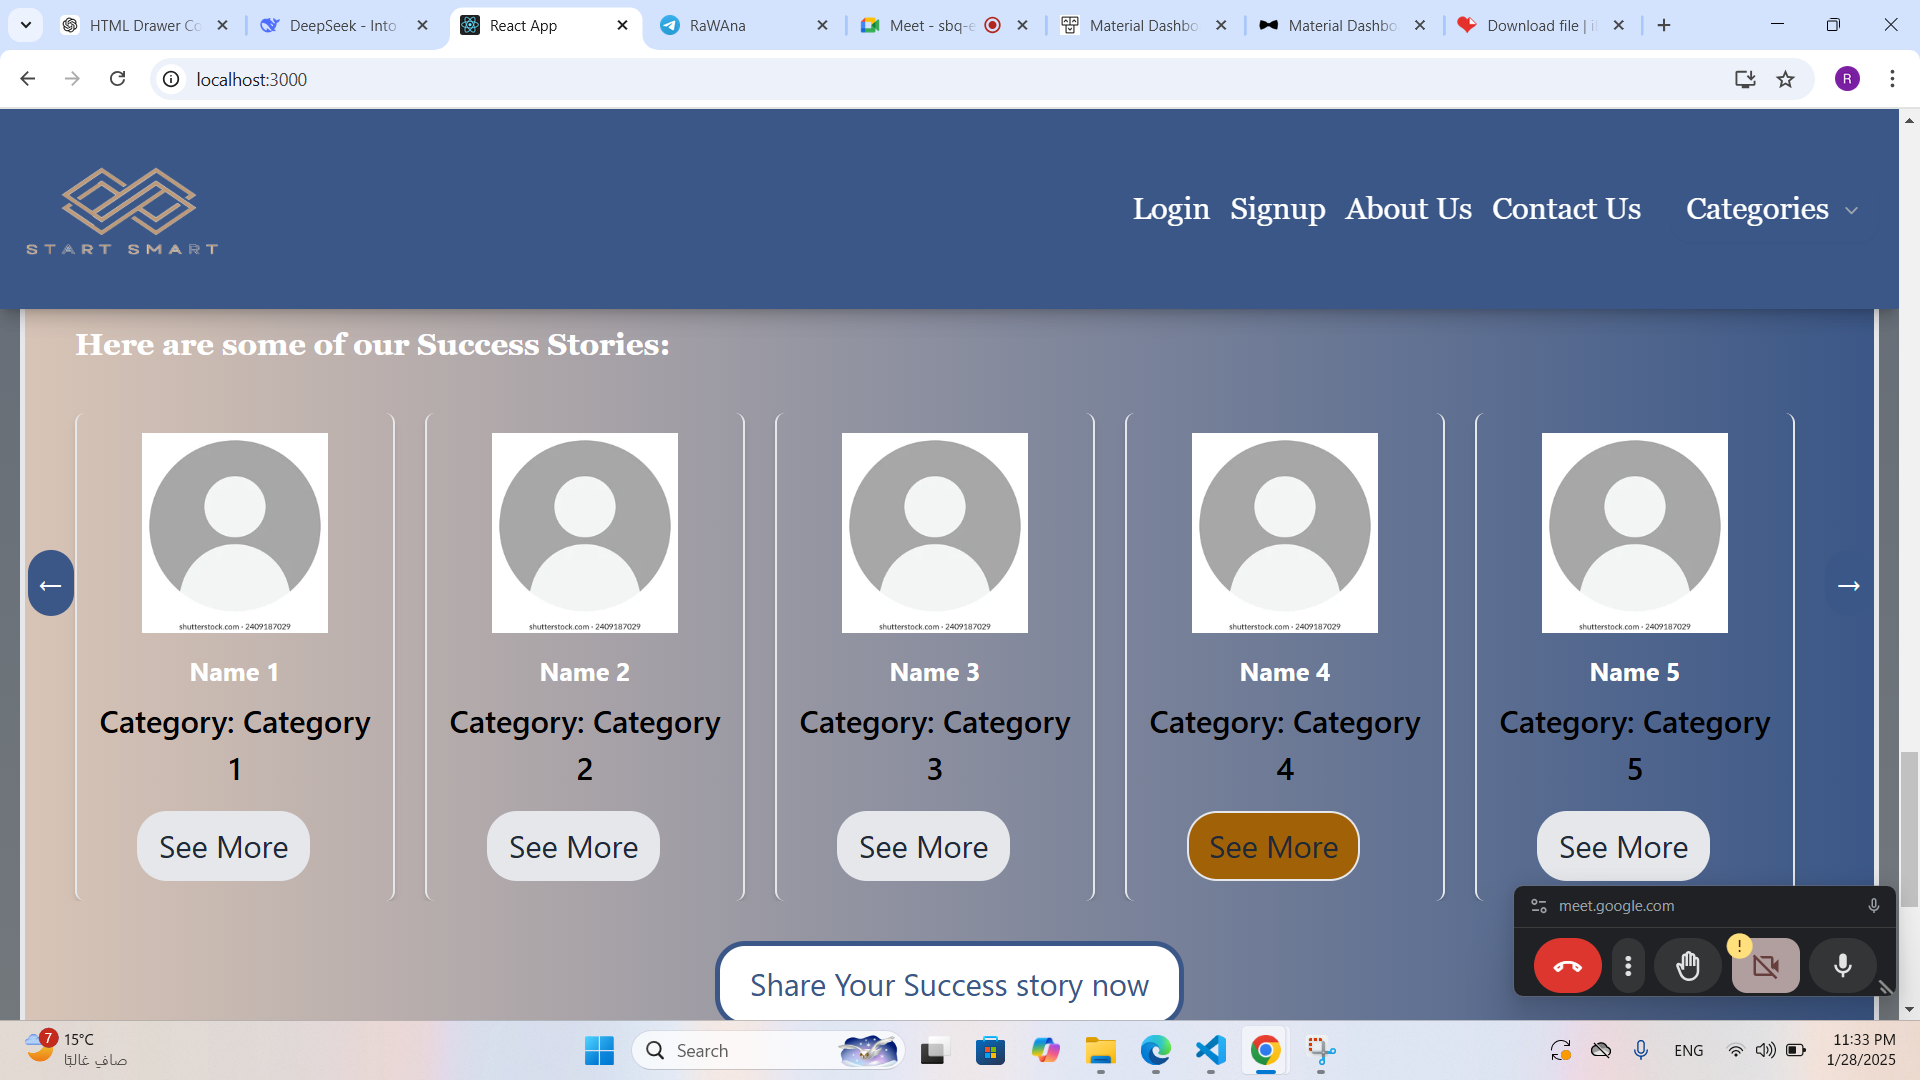 HTML Drawer Co
DeepSeek - Into
React App
RaWAna
Meet - sbq-e
Material Dashbo
Material Dashbo
Download file | il
localhost:3000
R
START SMART
Login Signup About Us Contact Us Categories
Here are some of our Success Stories:
shutterstock.com · 2409187029
shutterstock.com · 2409187029
shutterstock.com · 2409187029
shutterstock.com · 2409187029
shutterstock.com · 2409187029
← →
Name 1
Name 2
Name 3
Name 4
Name 5
Category: Category
1
Category: Category
2
Category: Category
3
Category: Category
4
Category: Category
5
See More
See More
See More
See More
See More
meet.google.com
!
Share Your Success story now
7
15°C
صافٍ غالبًا
Search
ENG
11:33 PM
1/28/2025